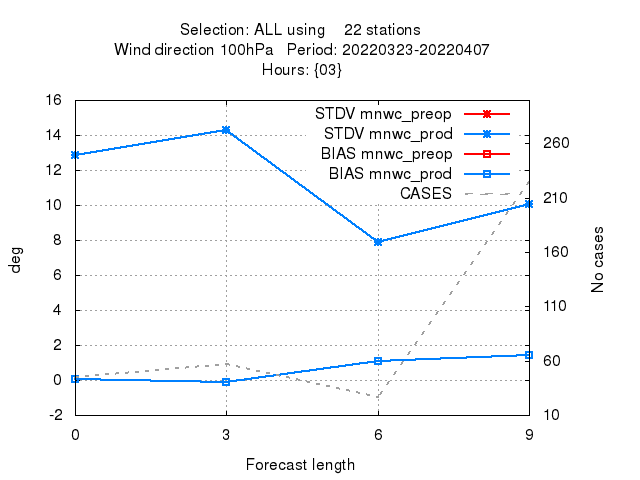 Selection: ALL using    22 stations
Wind direction 100hPa   Period: 20220323-20220407
Hours: {03}
16
14
12
10
8
6
4
2
0
-2
deg
STDV mnwc_preop
STDV mnwc_prod
BIAS mnwc_preop
BIAS mnwc_prod
CASES
260
210
160
110
60
10
No cases
0 3 6 9
Forecast length